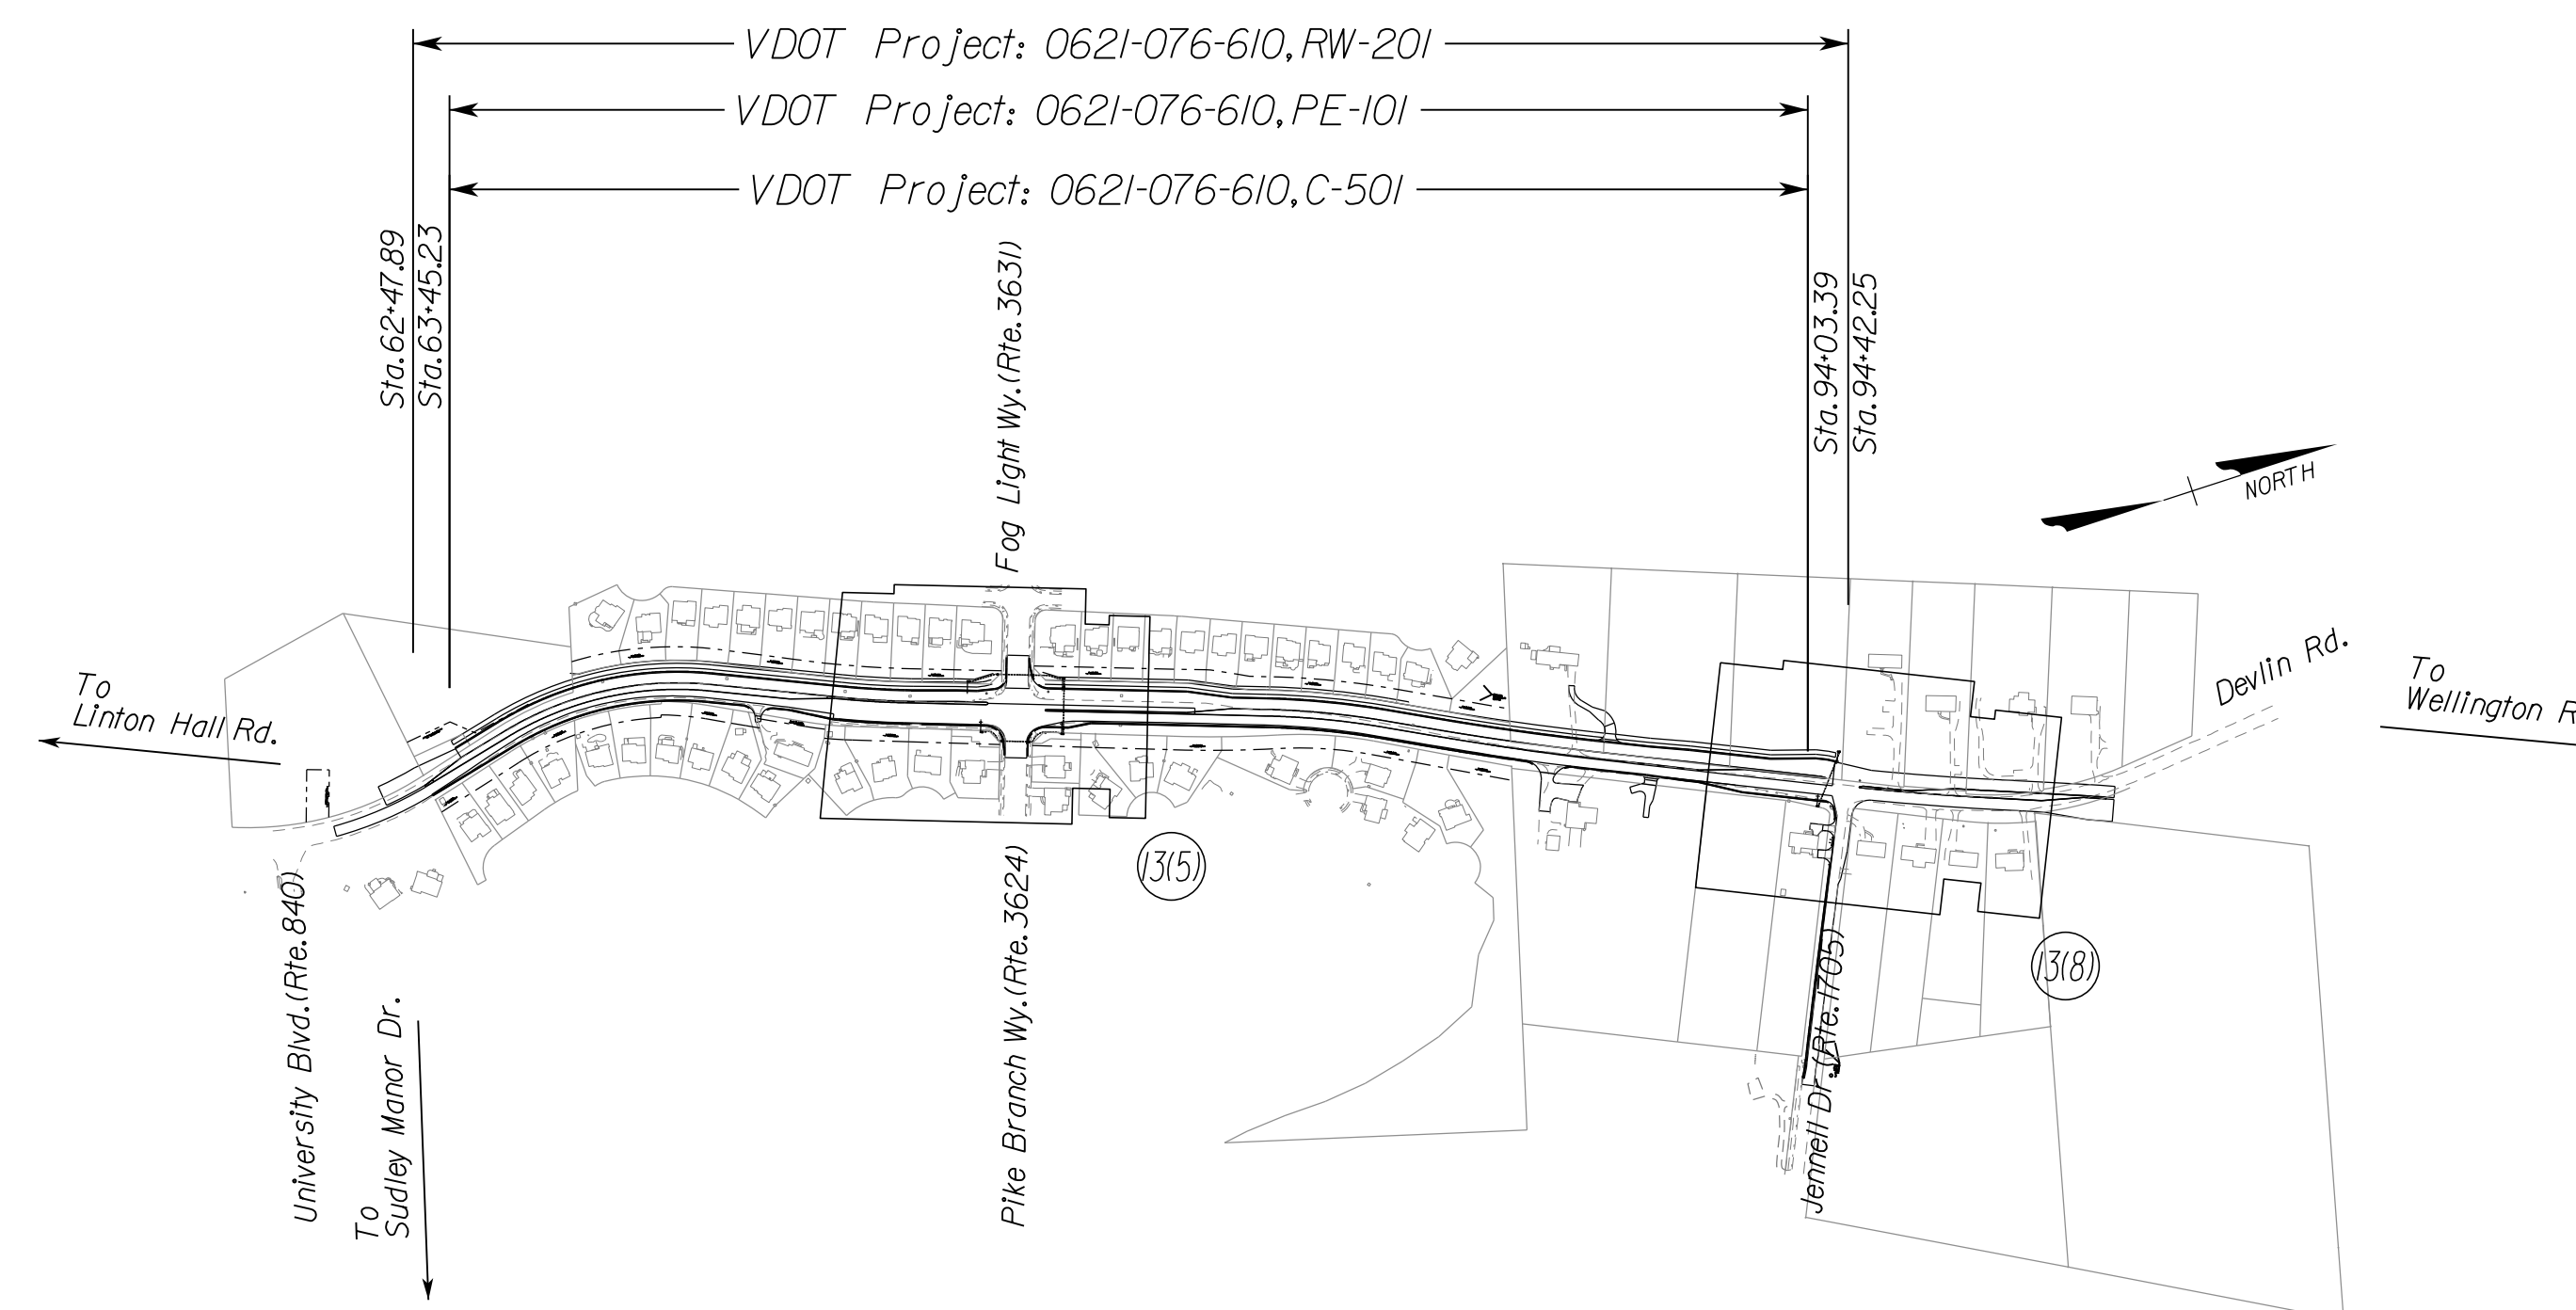 VDOT Project: 0621-076-610, RW-201
VDOT Project: 0621-076-610, PE-101
VDOT Project: 0621-076-610, C-501
Sta. 62+47.89
Sta. 63+45.23
Fog Light Wy. (Rte. 3631)
Sta. 94+03.39
Sta. 94+42.25
NORTH
To
Linton Hall Rd.
Devlin Rd.
To
Wellington R
13(5)
13(8)
University Blvd. (Rte. 840)
To
Sudley Manor Dr.
Pike Branch Wy. (Rte. 3624)
Jennell Dr. (Rte. 1705)